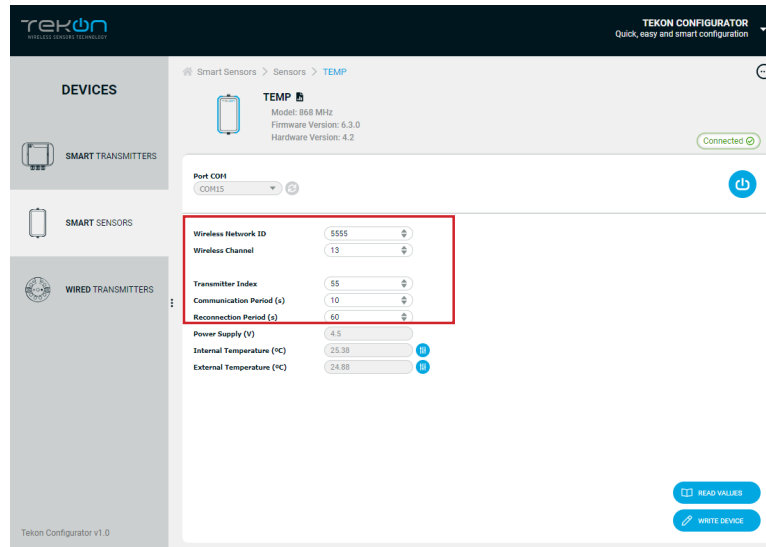 TEKON
WIRELESS SENSORS TECHNOLOGY
TEKON CONFIGURATOR
Quick, easy and smart configuration
DEVICES
SMART TRANSMITTERS
SMART SENSORS
WIRED TRANSMITTERS
Tekon Configurator v1.0
Smart Sensors > Sensors > TEMP
TEMP
Model: 868 MHz
Firmware Version: 6.3.0
Hardware Version: 4.2
Connected
Port COM
COM15
Wireless Network ID 5555
Wireless Channel 13
Transmitter Index 55
Communication Period (s) 10
Reconnection Period (s) 60
Power Supply (V) 4.5
Internal Temperature (ºC) 25.38
External Temperature (ºC) 24.88
READ VALUES
WRITE DEVICE